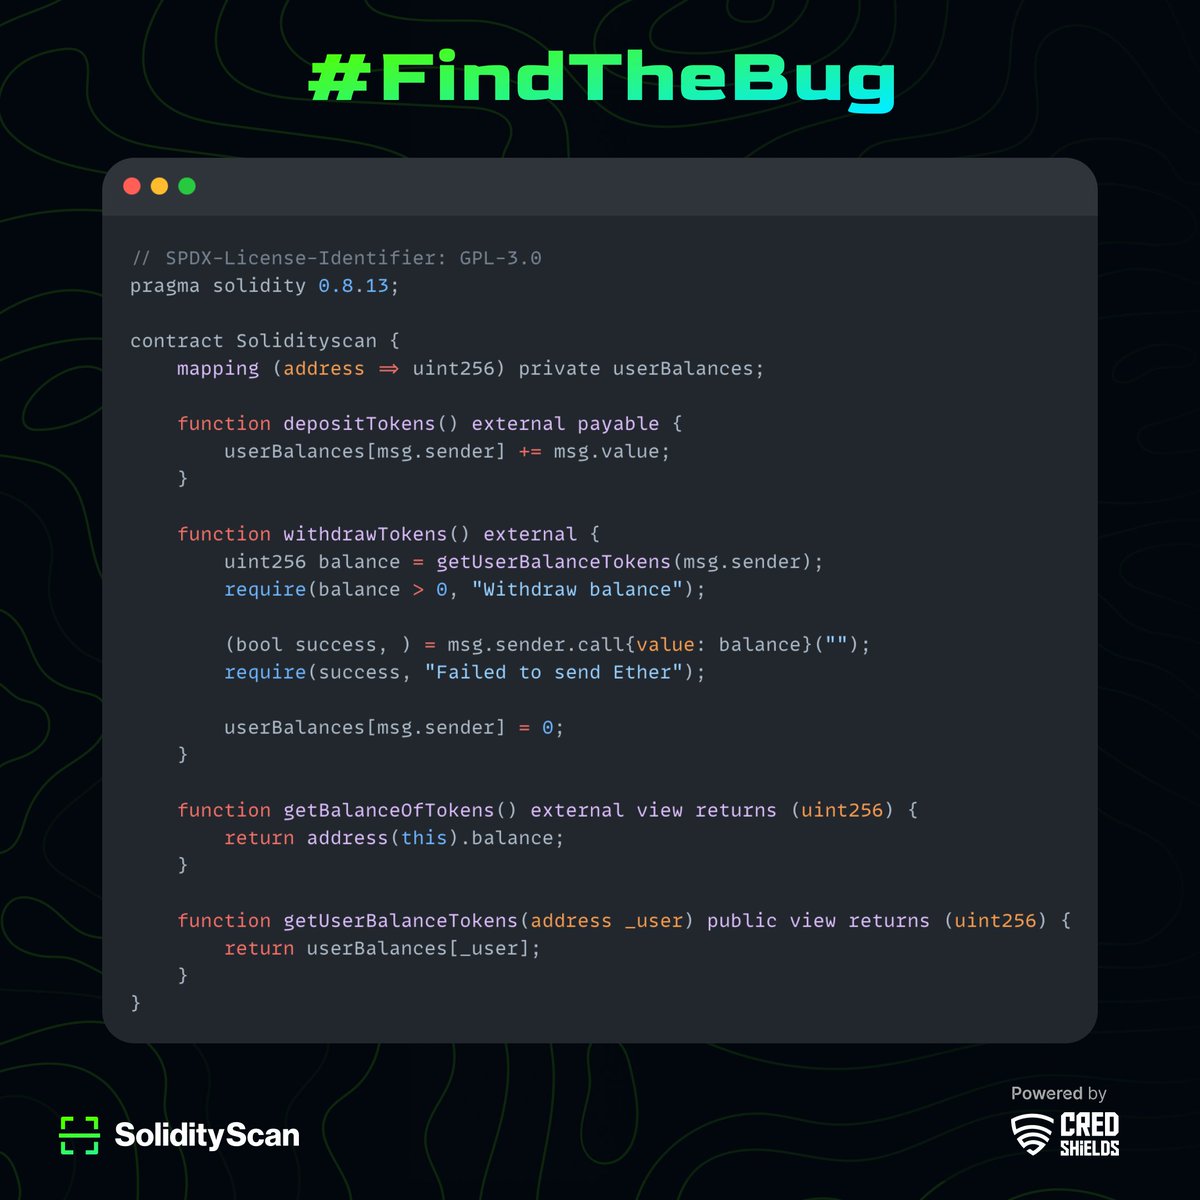 #FindTheBug
// SPDX-License-Identifier: GPL-3.0
pragma solidity 0.8.13;
contract Solidityscan {
    mapping (address => uint256) private userBalances;
    function depositTokens() external payable {
        userBalances[msg.sender] += msg.value;
    }
    function withdrawTokens() external {
        uint256 balance = getUserBalanceTokens(msg.sender);
        require(balance > 0, "Withdraw balance");
        (bool success, ) = msg.sender.call{value: balance}("");
        require(success, "Failed to send Ether");
        userBalances[msg.sender] = 0;
    }
    function getBalanceOfTokens() external view returns (uint256) {
        return address(this).balance;
    }
    function getUserBalanceTokens(address _user) public view returns (uint256) {
        return userBalances[_user];
    }
}
SolidityScan
Powered by
CRED
SHiELDS